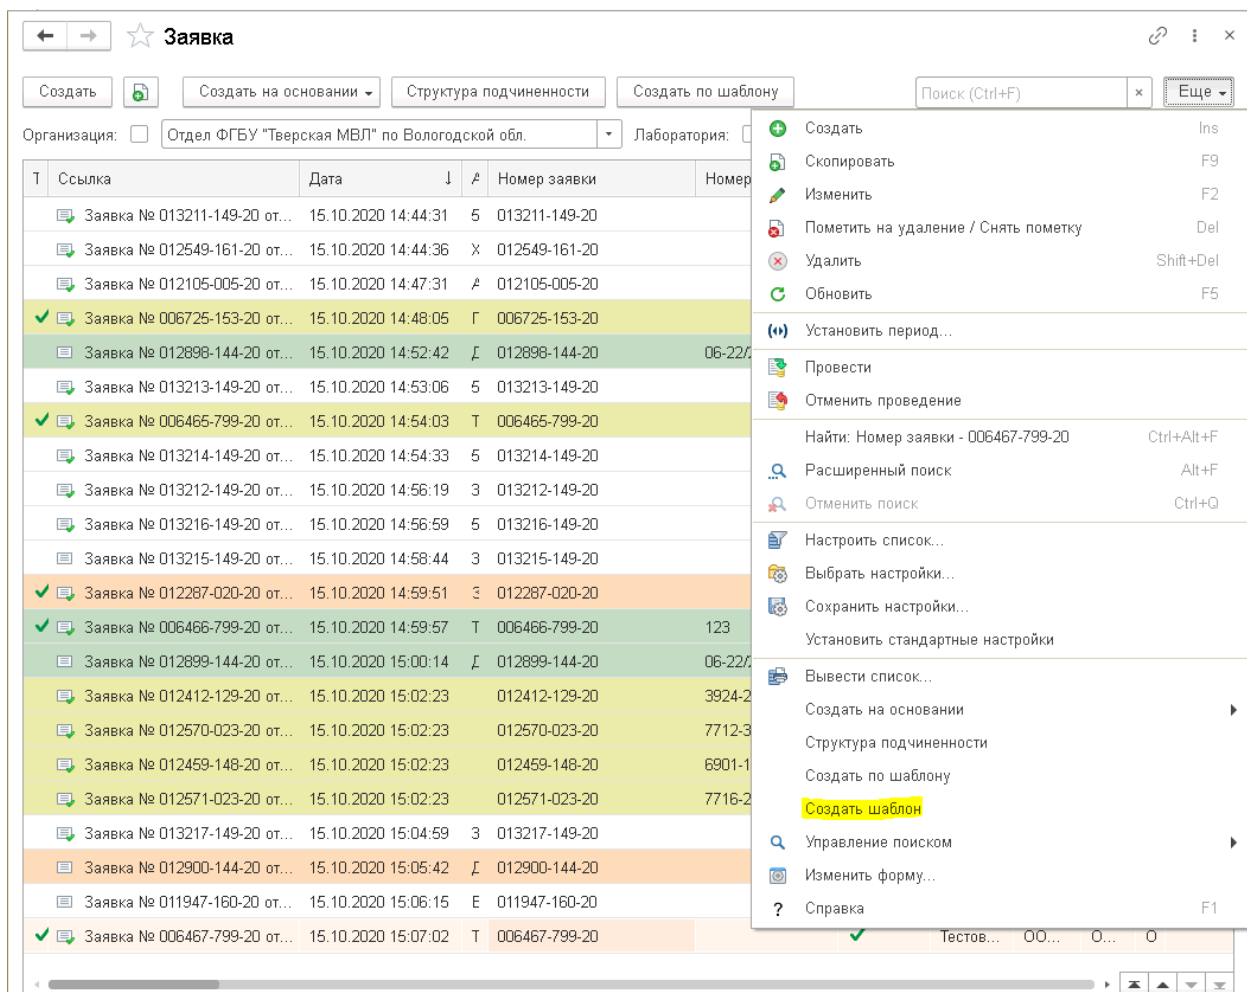 Заявка
Создать Создать на основании Структура подчиненности Создать по шаблону Поиск (Ctrl+F) × Еще
Организация: Отдел ФГБУ "Тверская МВЛ" по Вологодской обл. Лаборатория:
Т Ссылка Дата ↓ Номер заявки Номер
Заявка № 013211-149-20 от... 15.10.2020 14:44:31 5 013211-149-20
Заявка № 012549-161-20 от... 15.10.2020 14:44:36 Х 012549-161-20
Заявка № 012105-005-20 от... 15.10.2020 14:47:31 012105-005-20
Заявка № 006725-153-20 от... 15.10.2020 14:48:05 Г 006725-153-20
Заявка № 012898-144-20 от... 15.10.2020 14:52:42 012898-144-20 06-22/
Заявка № 013213-149-20 от... 15.10.2020 14:53:06 5 013213-149-20
Заявка № 006465-799-20 от... 15.10.2020 14:54:03 Т 006465-799-20
Заявка № 013214-149-20 от... 15.10.2020 14:54:33 5 013214-149-20
Заявка № 013212-149-20 от... 15.10.2020 14:56:19 З 013212-149-20
Заявка № 013216-149-20 от... 15.10.2020 14:56:59 5 013216-149-20
Заявка № 013215-149-20 от... 15.10.2020 14:58:44 З 013215-149-20
Заявка № 012287-020-20 от... 15.10.2020 14:59:51 012287-020-20
Заявка № 006466-799-20 от... 15.10.2020 14:59:57 Т 006466-799-20 123
Заявка № 012899-144-20 от... 15.10.2020 15:00:14 012899-144-20 06-22/
Заявка № 012412-129-20 от... 15.10.2020 15:02:23 012412-129-20 3924-2
Заявка № 012570-023-20 от... 15.10.2020 15:02:23 012570-023-20 7712-3
Заявка № 012459-148-20 от... 15.10.2020 15:02:23 012459-148-20 6901-1
Заявка № 012571-023-20 от... 15.10.2020 15:02:23 012571-023-20 7716-2
Заявка № 013217-149-20 от... 15.10.2020 15:04:59 З 013217-149-20
Заявка № 012900-144-20 от... 15.10.2020 15:05:42 012900-144-20
Заявка № 011947-160-20 от... 15.10.2020 15:06:15 Е 011947-160-20
Заявка № 006467-799-20 от... 15.10.2020 15:07:02 Т 006467-799-20 Тестов... ОО... О... О
Создать Ins
Скопировать F9
Изменить F2
Пометить на удаление / Снять пометку Del
Удалить Shift+Del
Обновить F5
Установить период...
Провести
Отменить проведение
Найти: Номер заявки - 006467-799-20 Ctrl+Alt+F
Расширенный поиск Alt+F
Отменить поиск Ctrl+Q
Настроить список...
Выбрать настройки...
Сохранить настройки...
Установить стандартные настройки
Вывести список...
Создать на основании
Структура подчиненности
Создать по шаблону
Создать шаблон
Управление поиском
Изменить форму...
? Справка F1